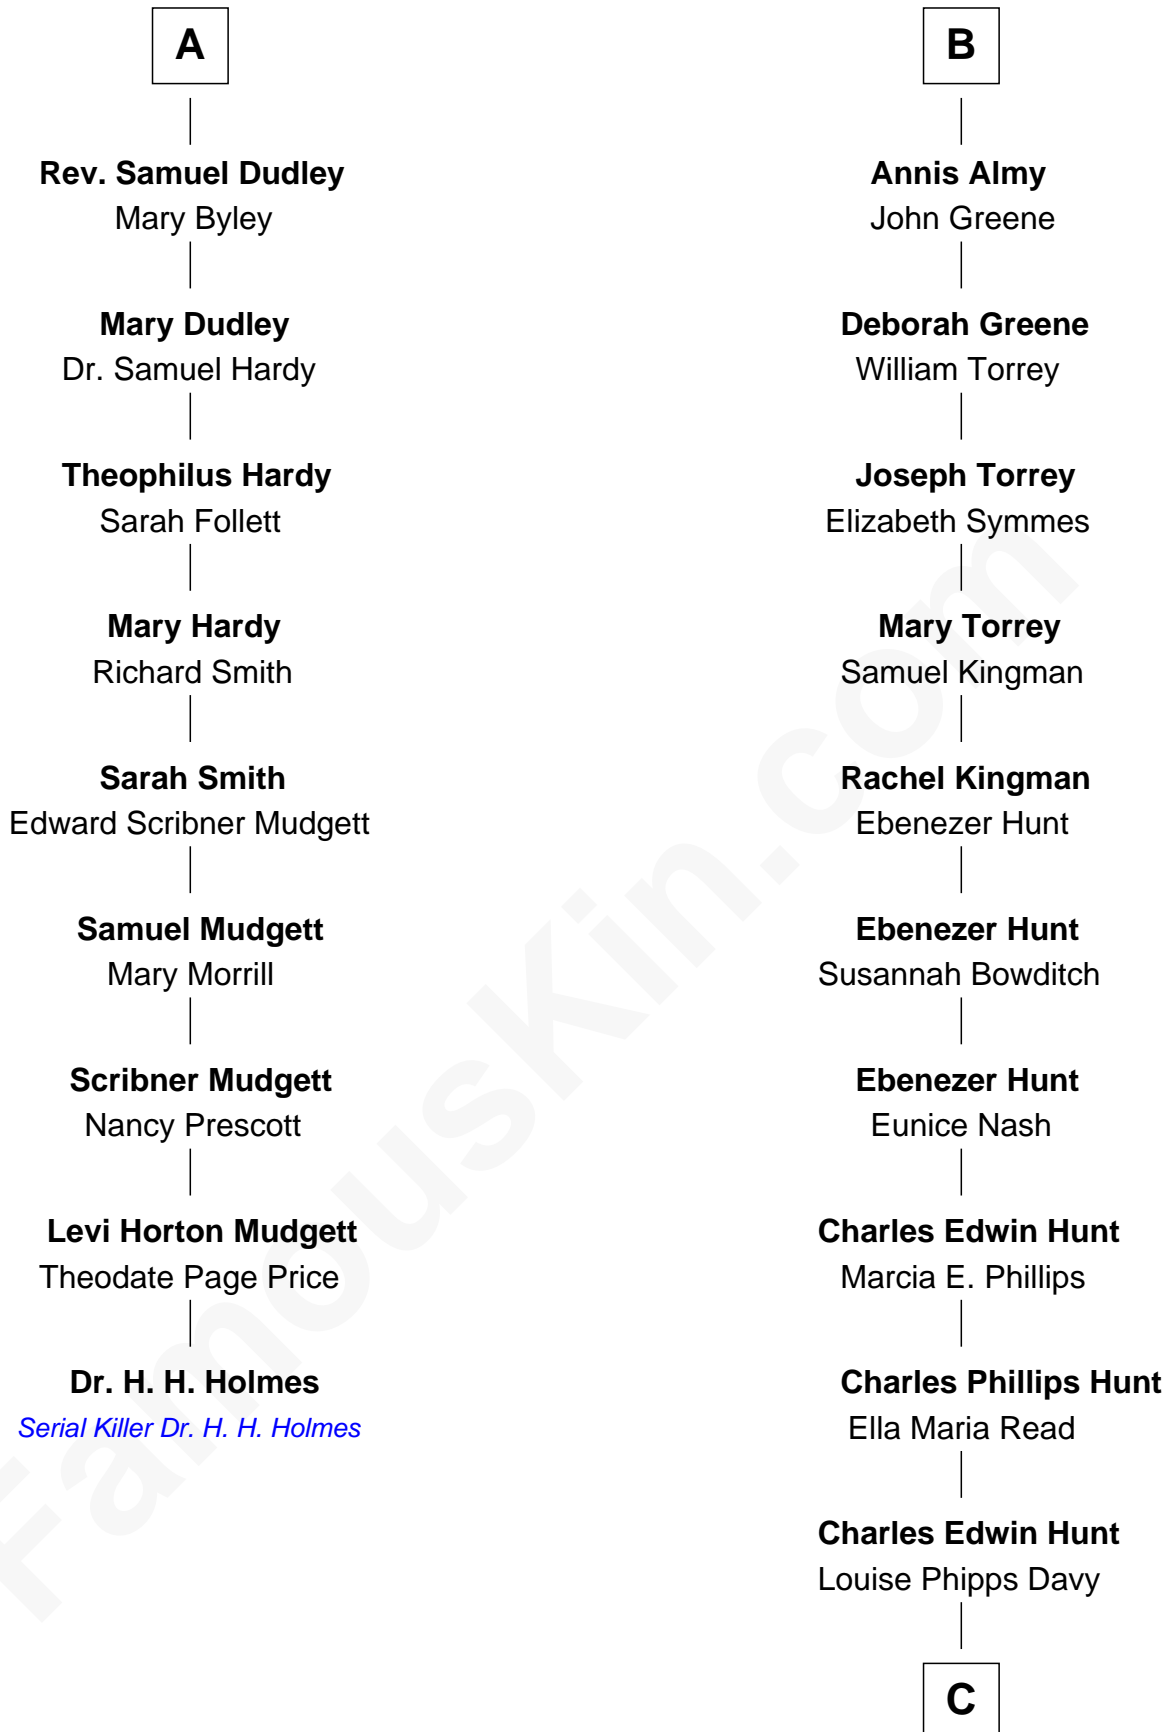 A
Rev. Samuel Dudley
Mary Byley
Mary Dudley
Dr. Samuel Hardy
Theophilus Hardy
Sarah Follett
Mary Hardy
Richard Smith
Sarah Smith
Edward Scribner Mudgett
Samuel Mudgett
Mary Morrill
Scribner Mudgett
Nancy Prescott
Levi Horton Mudgett
Theodate Page Price
Dr. H. H. Holmes
Serial Killer Dr. H. H. Holmes
B
Annis Almy
John Greene
Deborah Greene
William Torrey
Joseph Torrey
Elizabeth Symmes
Mary Torrey
Samuel Kingman
Rachel Kingman
Ebenezer Hunt
Ebenezer Hunt
Susannah Bowditch
Ebenezer Hunt
Eunice Nash
Charles Edwin Hunt
Marcia E. Phillips
Charles Phillips Hunt
Ella Maria Read
Charles Edwin Hunt
Louise Phipps Davy
C
FamousKin.com